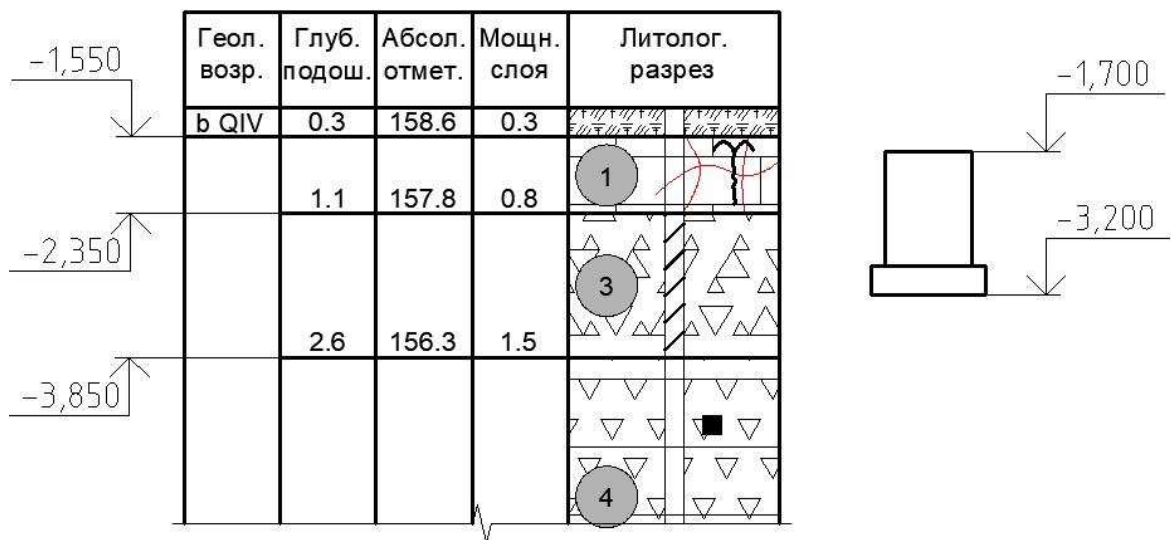 Геол. возр.
Глуб. подош.
Абсол. отмет.
Мощн. слоя
Литолог. разрез
-1,550
b QIV 0.3 158.6 0.3
1
1.1 157.8 0.8
-2,350
3
2.6 156.3 1.5
-3,850
4
-1,700
-3,200